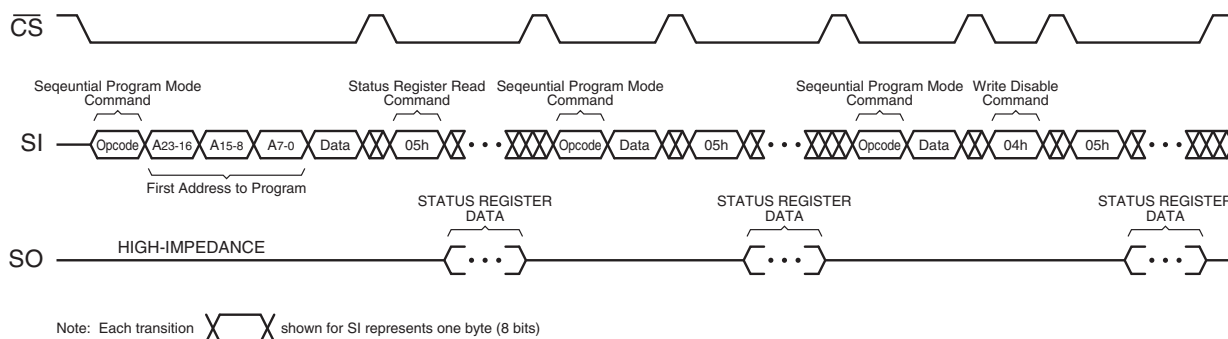 CS
Seqeuntial Program Mode
Command
Status Register Read
Command
Seqeuntial Program Mode
Command
Seqeuntial Program Mode
Command
Write Disable
Command
SI
Opcode A23-16 A15-8 A7-0 Data 05h Opcode Data 05h Opcode Data 04h 05h
First Address to Program
STATUS REGISTER
DATA
STATUS REGISTER
DATA
STATUS REGISTER
DATA
SO
HIGH-IMPEDANCE
Note: Each transition shown for SI represents one byte (8 bits)